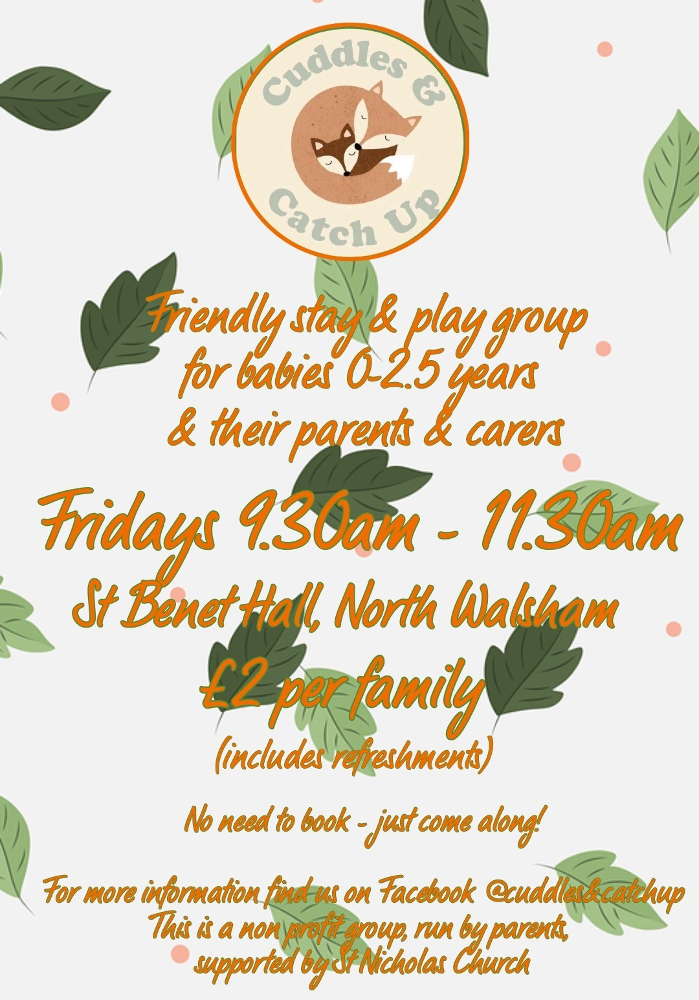 Cuddles &
Catch Up
Friendly stay & play group
for babies 0-2.5 years
& their parents & carers
Fridays 9.30am - 11.30am
St Benet Hall, North Walsham
£2 per family
(includes refreshments)
No need to book - just come along!
For more information find us on Facebook @cuddles&catchup
This is a non profit group, run by parents,
supported by St Nicholas Church